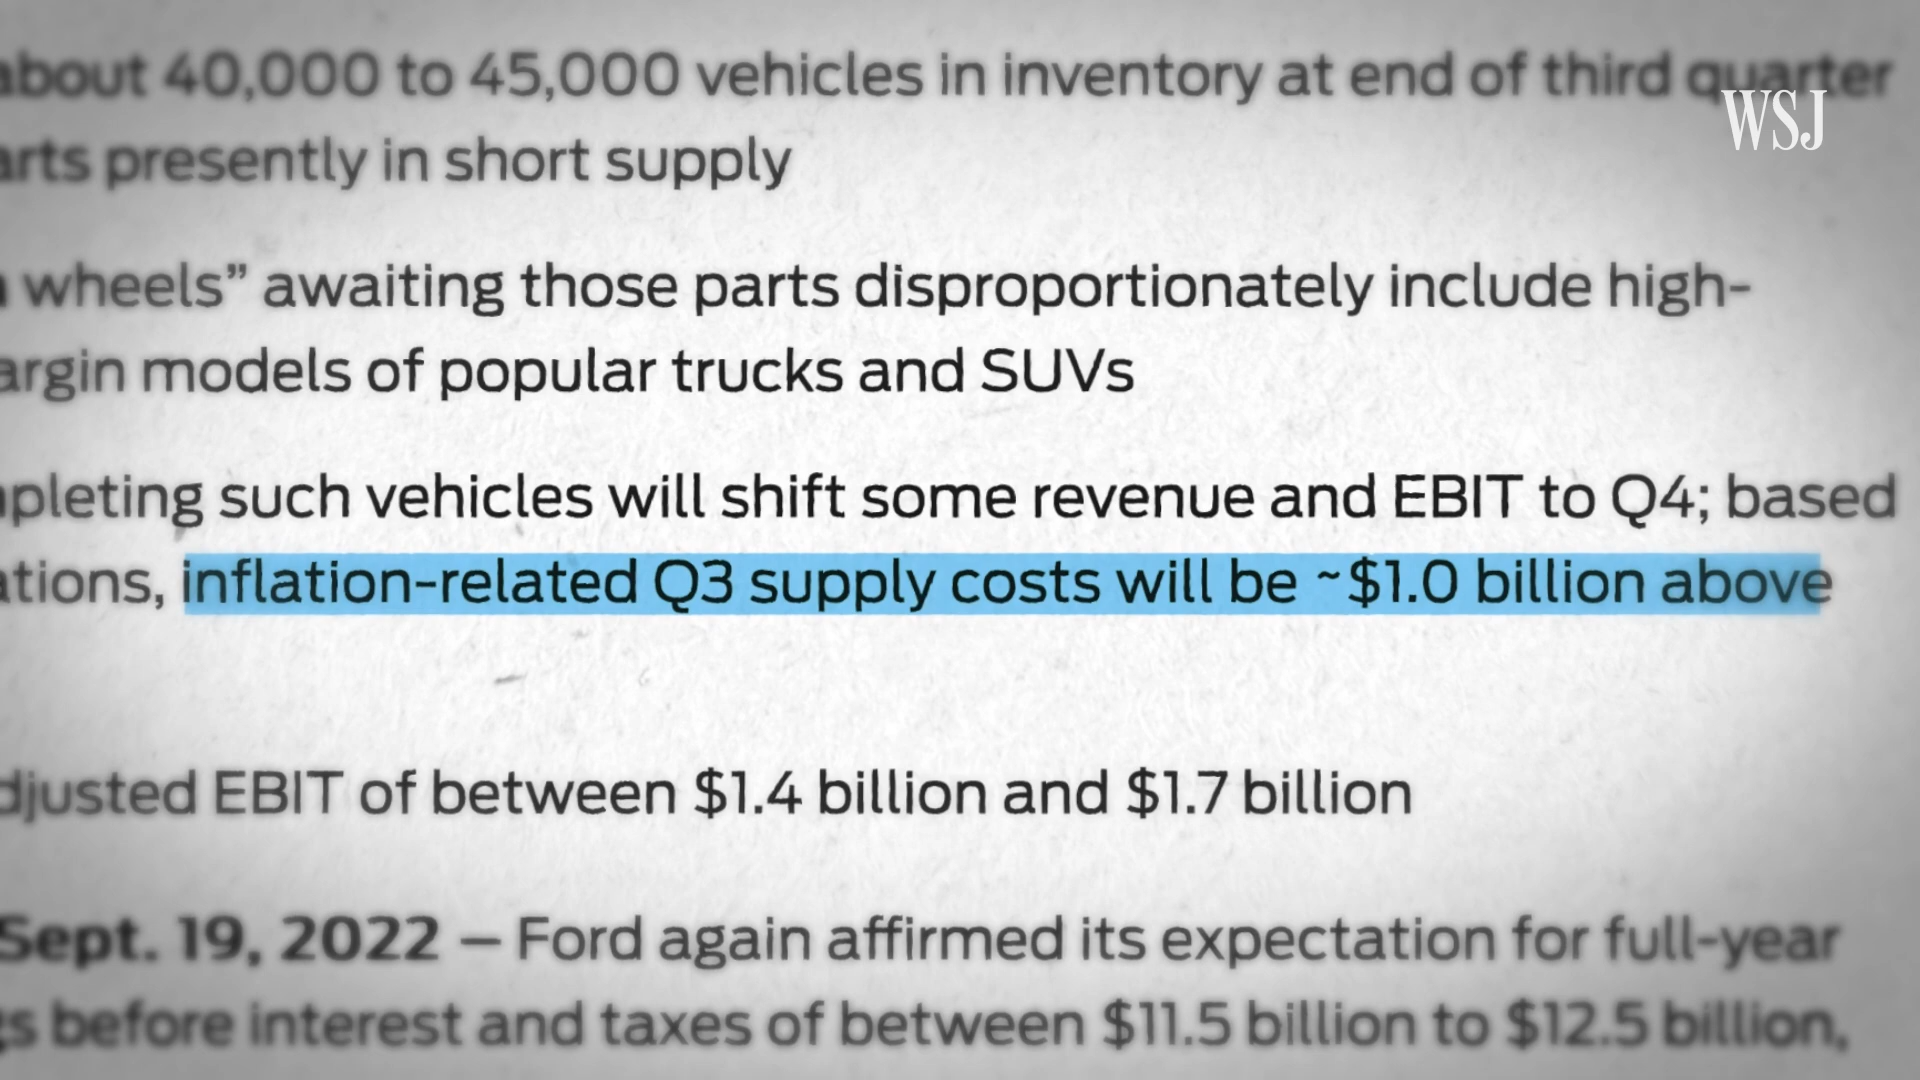 about 40,000 to 45,000 vehicles in inventory at end of third quarter
WSJ
arts presently in short supply
wheels” awaiting those parts disproportionately include high-
argin models of popular trucks and SUVs
pleting such vehicles will shift some revenue and EBIT to Q4; based
ations, inflation-related Q3 supply costs will be ~$1.0 billion above
djusted EBIT of between $1.4 billion and $1.7 billion
Sept. 19, 2022 – Ford again affirmed its expectation for full-year
gs before interest and taxes of between $11.5 billion to $12.5 billion,